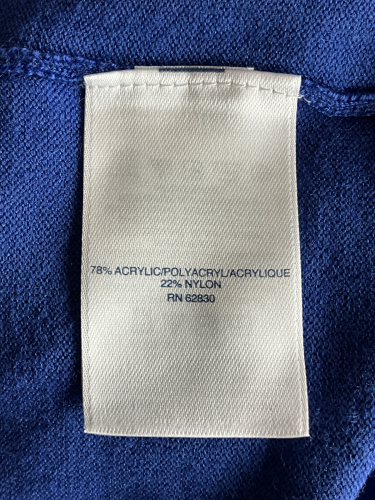 78% ACRYLIC/POLYACRYL/ACRYLIQUE
22% NYLON
RN 62830